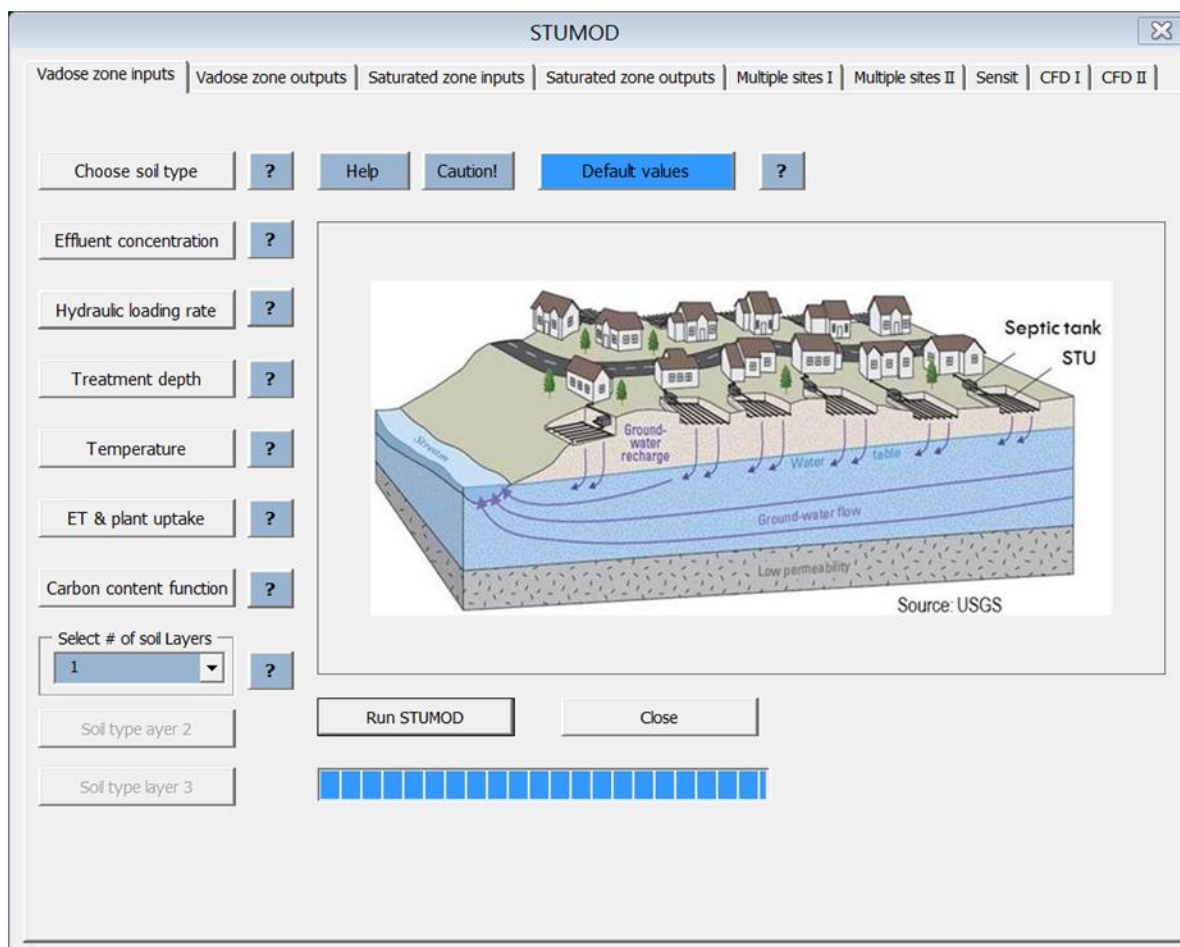 STUMOD
Vadose zone inputs Vadose zone outputs Saturated zone inputs Saturated zone outputs Multiple sites I Multiple sites II Sensit CFD I CFD II
Choose soil type ? Help Caution! Default values ?
Effluent concentration ?
Hydraulic loading rate ?
Treatment depth ?
Temperature ?
ET & plant uptake ?
Carbon content function ?
Select # of soil Layers
1 ?
Soil type ayer 2
Soil type layer 3
Septic tank
STU
Stream
Ground-
water
recharge
Water table
Ground-water flow
Low permeability
Source: USGS
Run STUMOD Close